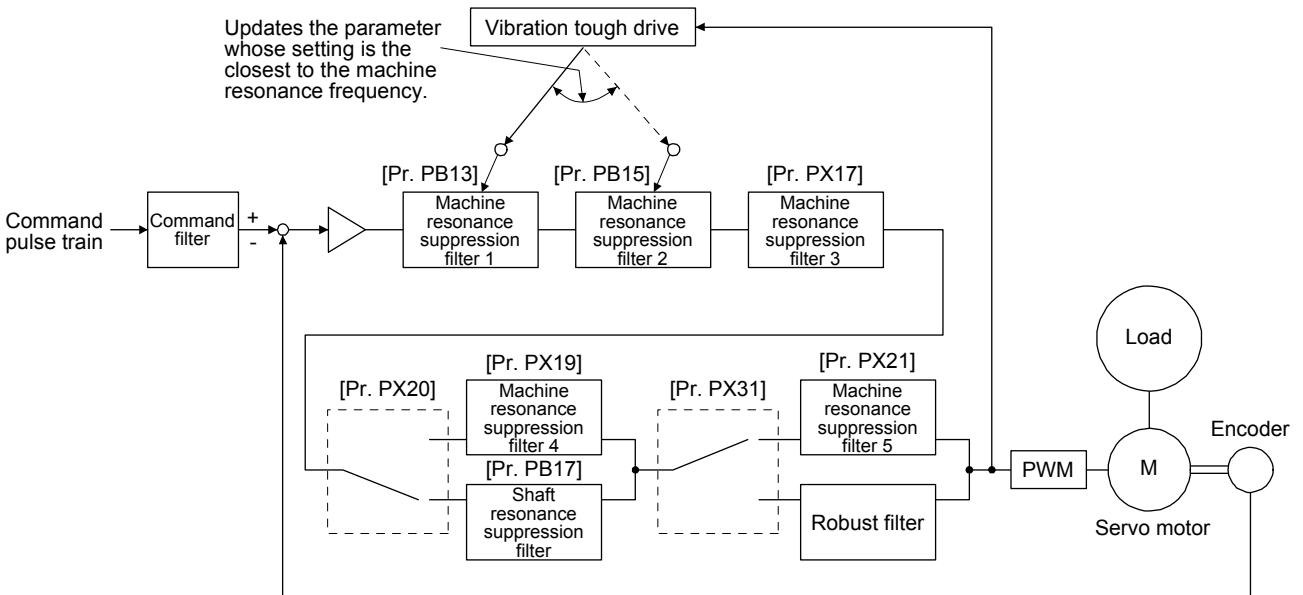 Updates the parameter
whose setting is the
closest to the machine
resonance frequency.
Vibration tough drive
[Pr. PB13]
[Pr. PB15]
[Pr. PX17]
Command
pulse train
Command
filter
+
-
Machine
resonance
suppression
filter 1
Machine
resonance
suppression
filter 2
Machine
resonance
suppression
filter 3
Load
[Pr. PX20]
[Pr. PX19]
Machine
resonance
suppression
filter 4
[Pr. PB17]
Shaft
resonance
suppression
filter
[Pr. PX31]
[Pr. PX21]
Machine
resonance
suppression
filter 5
Robust filter
PWM
M
Servo motor
Encoder